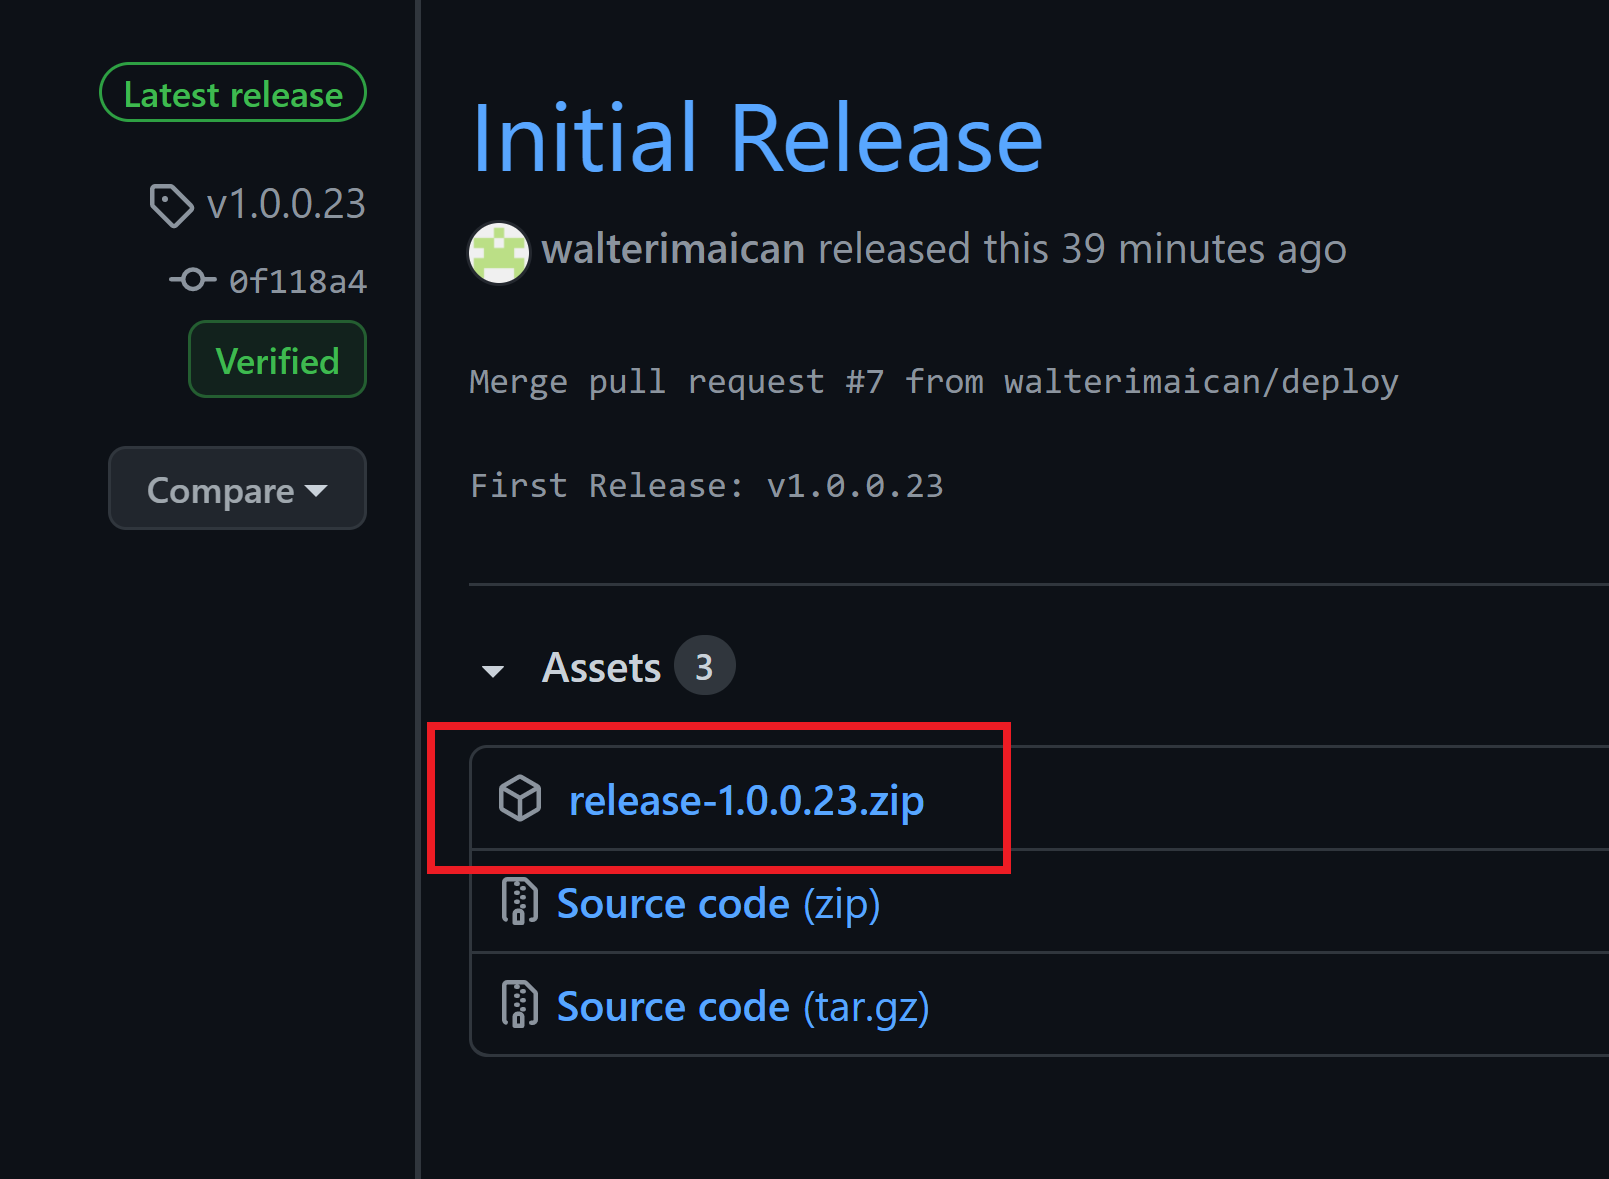 Latest release
v1.0.0.23
0f118a4
Verified
Compare
Initial Release
walterimaican released this 39 minutes ago
Merge pull request #7 from walterimaican/deploy
First Release: v1.0.0.23
Assets 3
release-1.0.0.23.zip
Source code (zip)
Source code (tar.gz)